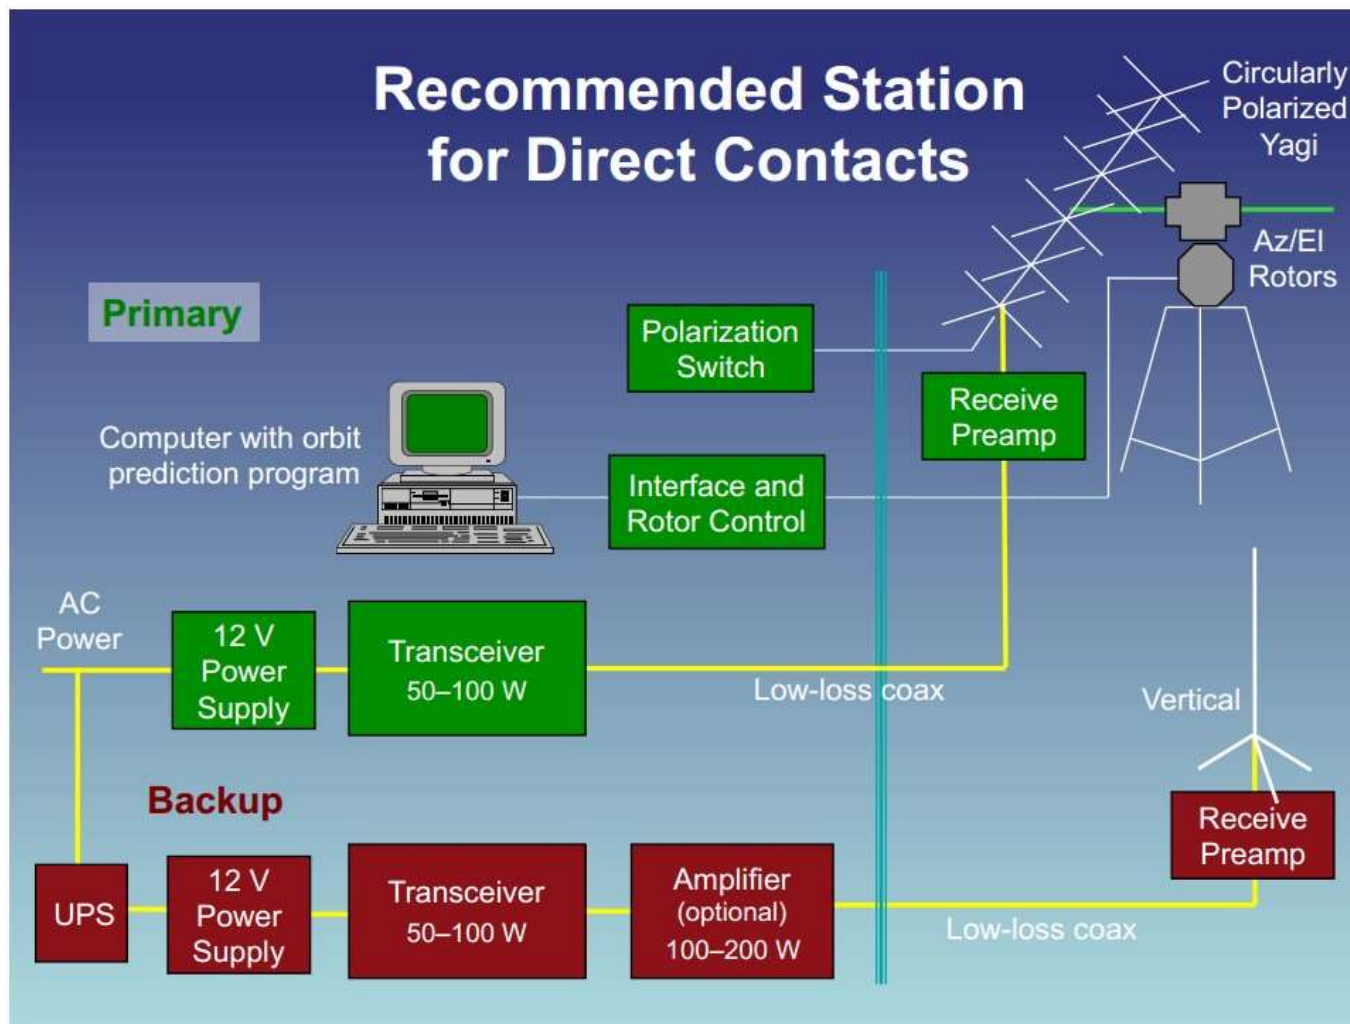 Recommended Station
for Direct Contacts
Circularly
Polarized
Yagi
Az/El
Rotors
Primary
Polarization
Switch
Receive
Preamp
Computer with orbit
prediction program
Interface and
Rotor Control
AC
Power
12 V
Power
Supply
Transceiver
50–100 W
Low-loss coax
Vertical
Backup
Receive
Preamp
UPS
12 V
Power
Supply
Transceiver
50–100 W
Amplifier
(optional)
100–200 W
Low-loss coax